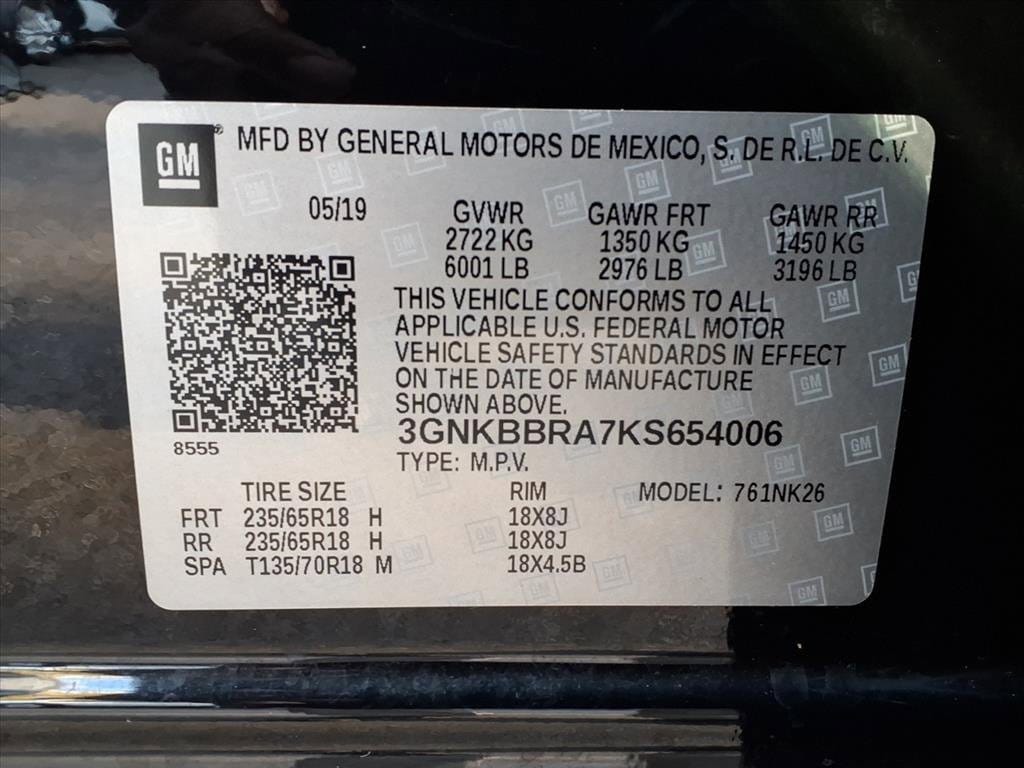 GM® MFD BY GENERAL MOTORS DE MEXICO, S. DE R.L. DE C.V.
05/19 GVWR GAWR FRT GAWR RR
2722 KG 1350 KG 1450 KG
6001 LB 2976 LB 3196 LB
THIS VEHICLE CONFORMS TO ALL
APPLICABLE U.S. FEDERAL MOTOR
VEHICLE SAFETY STANDARDS IN EFFECT
ON THE DATE OF MANUFACTURE
SHOWN ABOVE.
8555
3GNKBBRA7KS654006
TYPE: M.P.V.
TIRE SIZE RIM MODEL: 761NK26
FRT 235/65R18 H 18X8J
RR 235/65R18 H 18X8J
SPA T135/70R18 M 18X4.5B